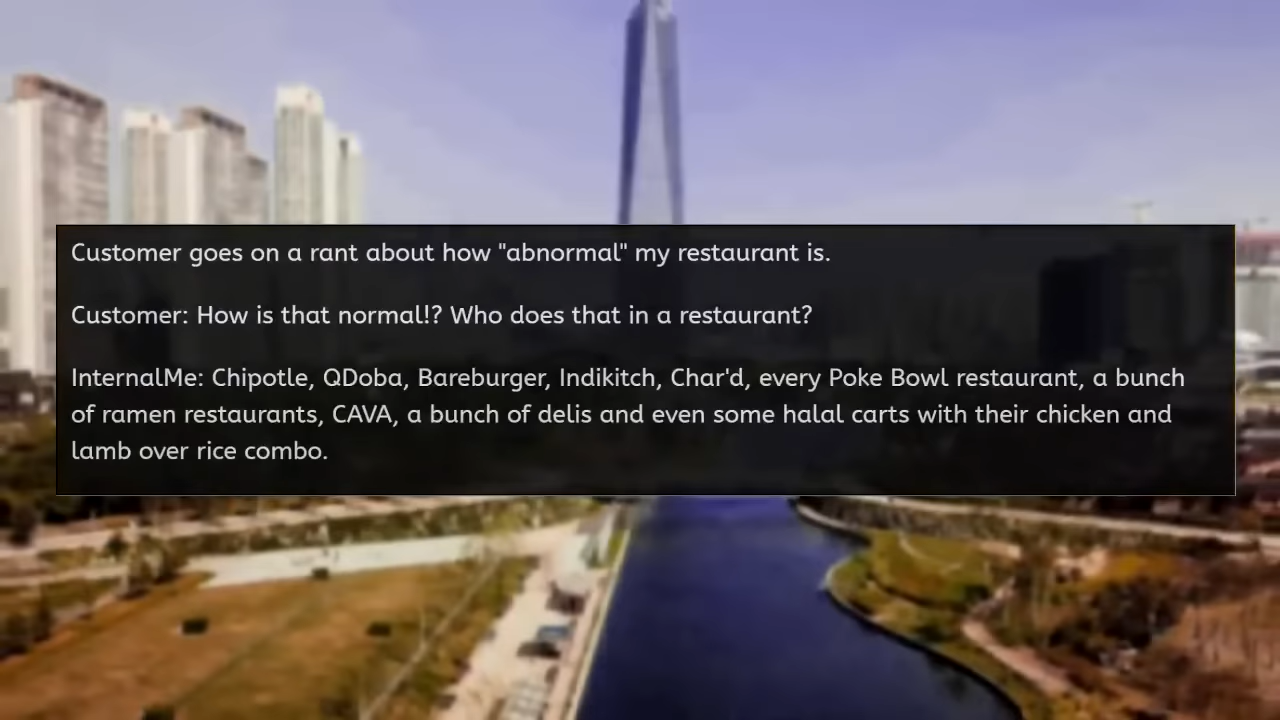 Customer goes on a rant about how "abnormal" my restaurant is.
Customer: How is that normal!? Who does that in a restaurant?
InternalMe: Chipotle, QDoba, Bareburger, Indikitch, Char'd, every Poke Bowl restaurant, a bunch
of ramen restaurants, CAVA, a bunch of delis and even some halal carts with their chicken and
lamb over rice combo.